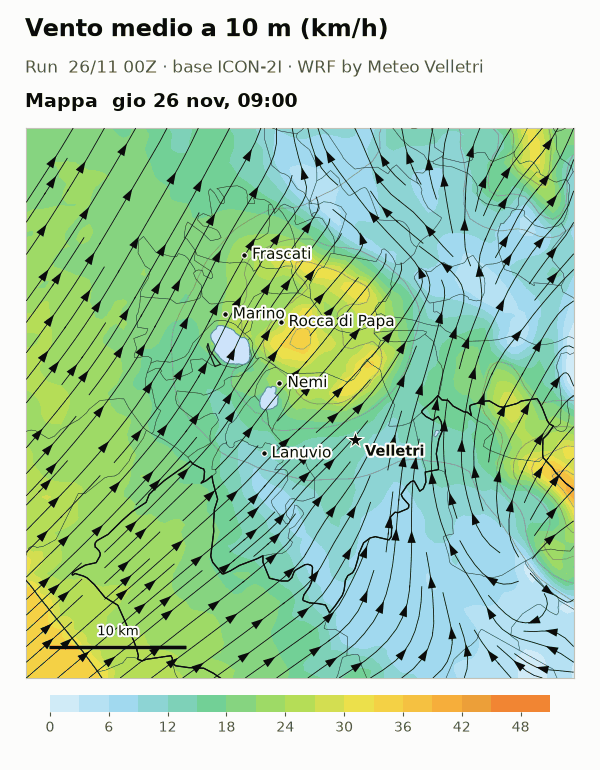 Vento medio a 10 m (km/h)
Run  26/11 00Z · base ICON-2I · WRF by Meteo Velletri
Mappa  gio 26 nov, 09:00
Frascati
Marino
Rocca di Papa
Nemi
Velletri
Lanuvio
10 km
0 6 12 18 24 30 36 42 48